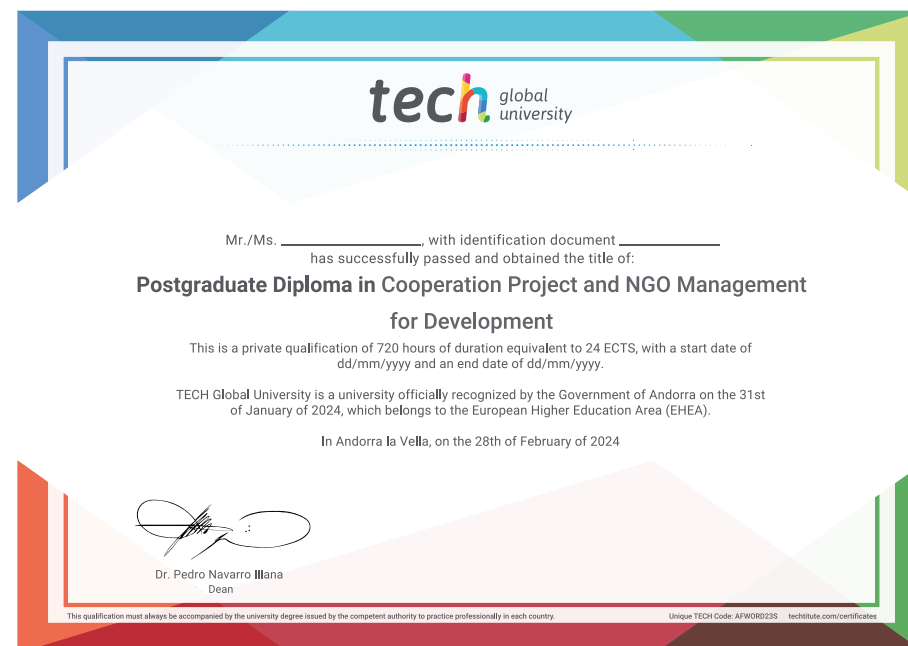 tech global university
Mr./Ms. ____________, with identification document ____________
has successfully passed and obtained the title of:
Postgraduate Diploma in Cooperation Project and NGO Management
for Development
This is a private qualification of 720 hours of duration equivalent to 24 ECTS, with a start date of
dd/mm/yyyy and an end date of dd/mm/yyyy.
TECH Global University is a university officially recognized by the Government of Andorra on the 31st
of January of 2024, which belongs to the European Higher Education Area (EHEA).
In Andorra la Vella, on the 28th of February of 2024
Dr. Pedro Navarro Illana
Dean
This qualification must always be accompanied by the university degree issued by the competent authority to practice professionally in each country.
Unique TECH Code: AFWORD23S techtitute.com/certificates